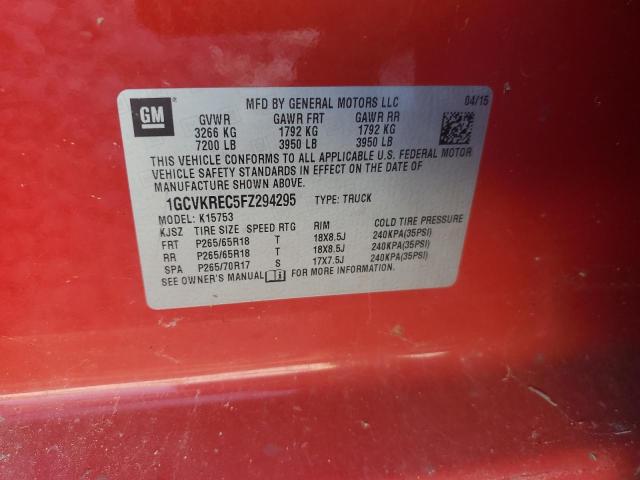 GM
MFD BY GENERAL MOTORS LLC 04/15
GVWR GAWR FRT GAWR RR
3266 KG 1792 KG 1792 KG
7200 LB 3950 LB 3950 LB
THIS VEHICLE CONFORMS TO ALL APPLICABLE U.S. FEDERAL MOTOR
VEHICLE SAFETY STANDARDS IN EFFECT ON THE DATE OF
MANUFACTURE SHOWN ABOVE.
1GCVKREC5FZ294295 TYPE: TRUCK
MODEL: K15753
KJSZ TIRE SIZE SPEED RTG RIM COLD TIRE PRESSURE
FRT P265/65R18 T 18X8.5J 240KPA(35PSI)
RR P265/65R18 T 18X8.5J 240KPA(35PSI)
SPA P265/70R17 S 17X7.5J 240KPA(35PSI)
SEE OWNER'S MANUAL